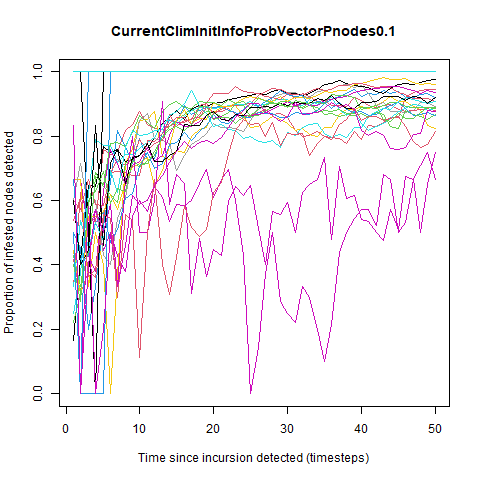 CurrentClimInitInfoProbVectorPnodes0.1
Proportion of infested nodes detected
1.0
0.8
0.6
0.4
0.2
0.0
0 10 20 30 40 50
Time since incursion detected (timesteps)